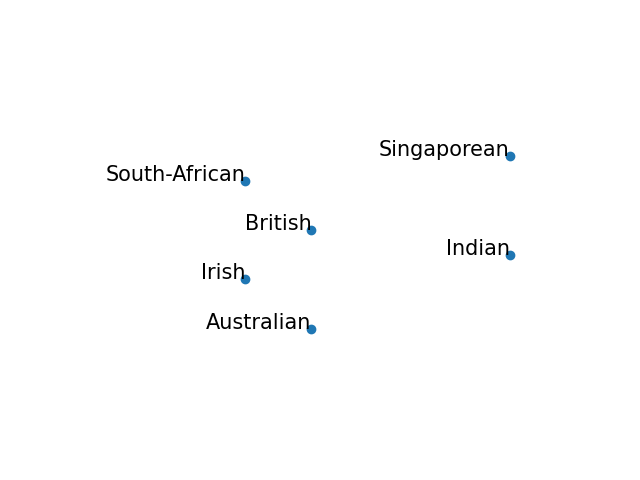 Singaporean
South-African
British
Indian
Irish
Australian